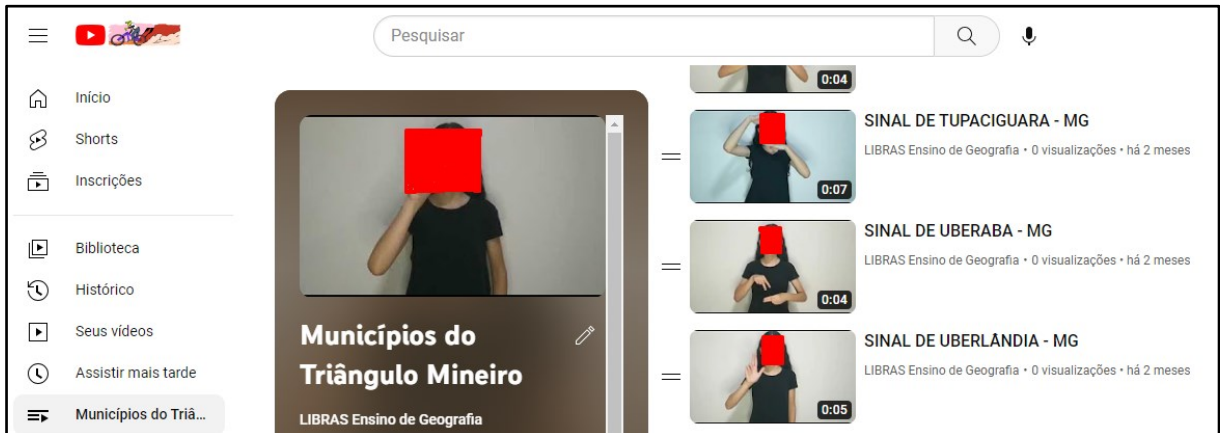 Pesquisar
Início
Shorts
Inscrições
Biblioteca
Histórico
Seus vídeos
Assistir mais tarde
Municípios do Triâ...
Municípios do
Triângulo Mineiro
LIBRAS Ensino de Geografia
0:04
SINAL DE TUPACIGUARA - MG
LIBRAS Ensino de Geografia • 0 visualizações • há 2 meses
0:07
SINAL DE UBERABA - MG
LIBRAS Ensino de Geografia • 0 visualizações • há 2 meses
0:04
SINAL DE UBERLÂNDIA - MG
LIBRAS Ensino de Geografia • 0 visualizações • há 2 meses
0:05